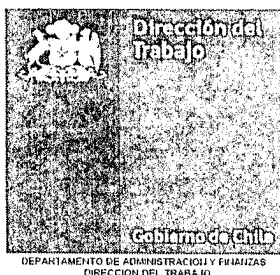 Dirección del
Trabajo
Gobierno de Chile
DEPARTAMENTO DE ADMINISTRACION Y FINANZAS
DIRECCION DEL TRABAJO